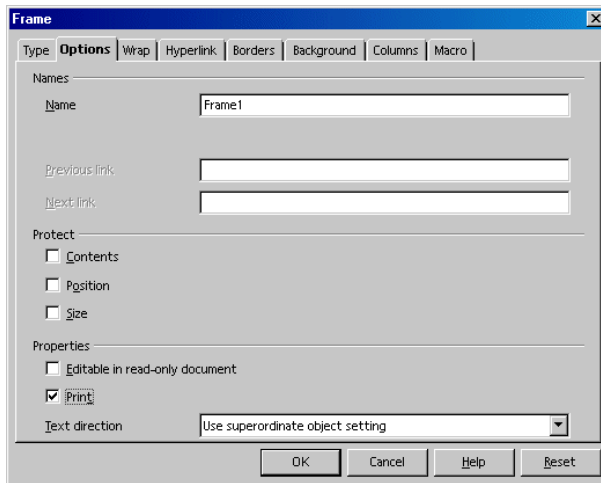 Frame
Type Options Wrap Hyperlink Borders Background Columns Macro
Names
Name Frame1
Previous link
Next link
Protect
Contents
Position
Size
Properties
Editable in read-only document
Print
Text direction Use superordinate object setting
OK Cancel Help Reset